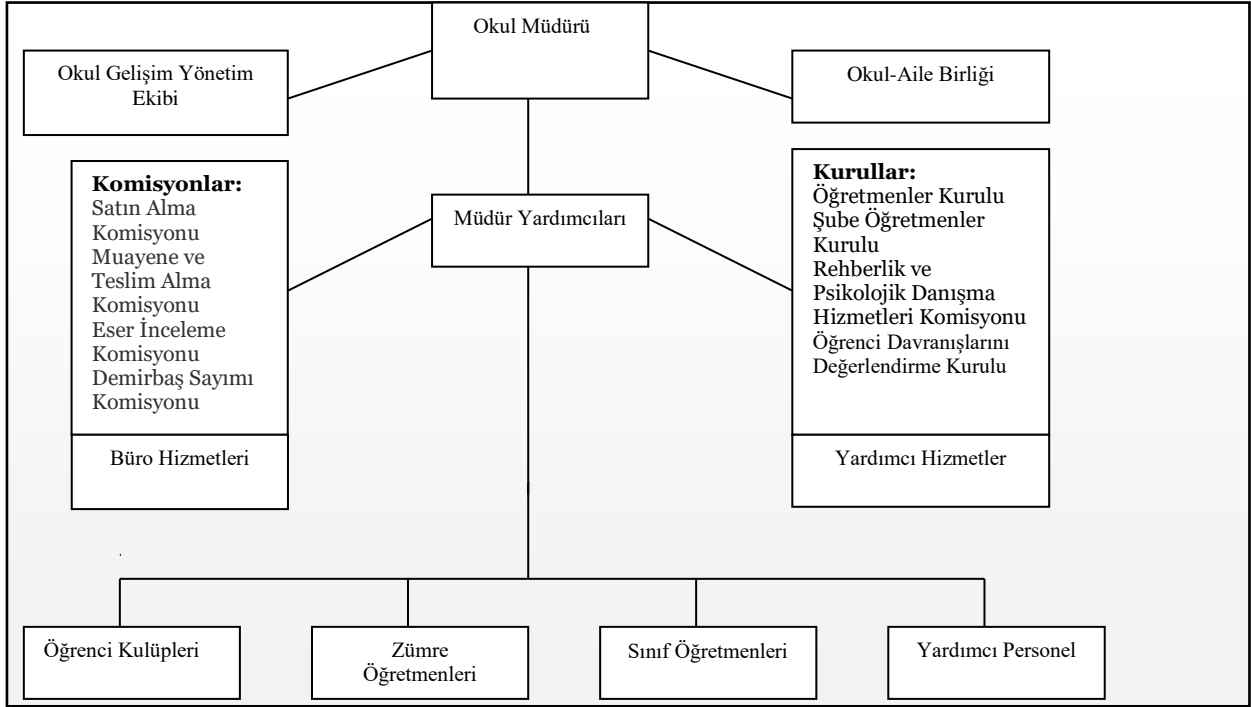 Okul Müdürü
Okul Gelişim Yönetim
Ekibi
Okul-Aile Birliği
Komisyonlar:
Satın Alma
Komisyonu
Muayene ve
Teslim Alma
Komisyonu
Eser İnceleme
Komisyonu
Demirbaş Sayımı
Komisyonu
Müdür Yardımcıları
Kurullar:
Öğretmenler Kurulu
Şube Öğretmenler
Kurulu
Rehberlik ve
Psikolojik Danışma
Hizmetleri Komisyonu
Öğrenci Davranışlarını
Değerlendirme Kurulu
Büro Hizmetleri
Yardımcı Hizmetler
Öğrenci Kulüpleri
Zümre
Öğretmenleri
Sınıf Öğretmenleri
Yardımcı Personel